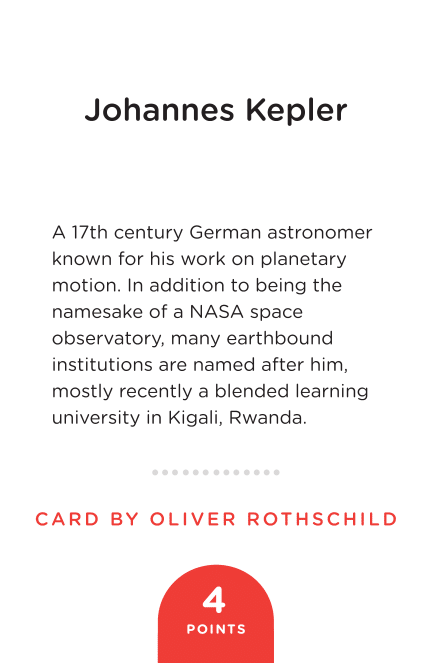 Johannes Kepler
A 17th century German astronomer
known for his work on planetary
motion. In addition to being the
namesake of a NASA space
observatory, many earthbound
institutions are named after him,
mostly recently a blended learning
university in Kigali, Rwanda.
CARD BY OLIVER ROTHSCHILD
4
POINTS